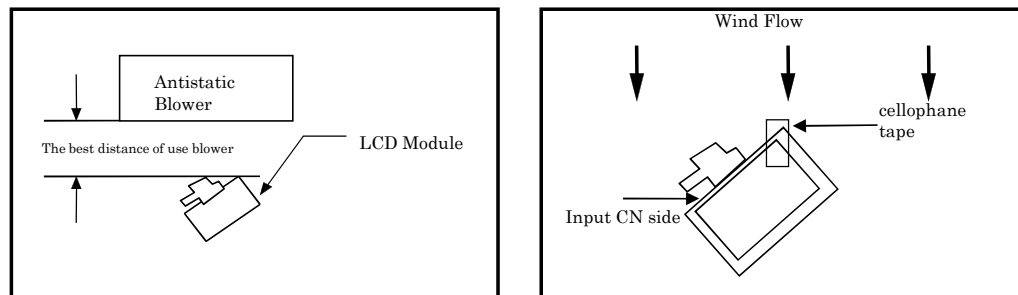 Antistatic
Blower
The best distance of use blower
LCD Module
Wind Flow
cellophane
tape
Input CN side